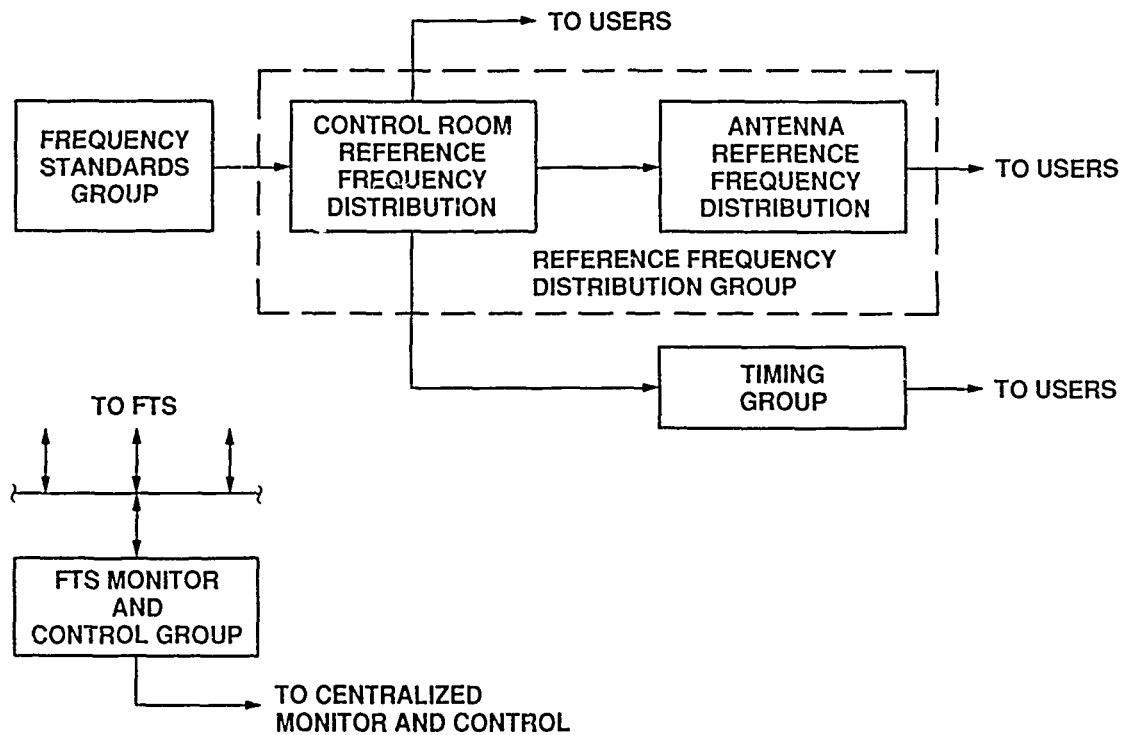 TO USERS
FREQUENCY
STANDARDS
GROUP
CONTROL ROOM
REFERENCE
FREQUENCY
DISTRIBUTION
ANTENNA
REFERENCE
FREQUENCY
DISTRIBUTION
TO USERS
REFERENCE FREQUENCY
DISTRIBUTION GROUP
TIMING
GROUP
TO USERS
TO FTS
FTS MONITOR
AND
CONTROL GROUP
TO CENTRALIZED
MONITOR AND CONTROL